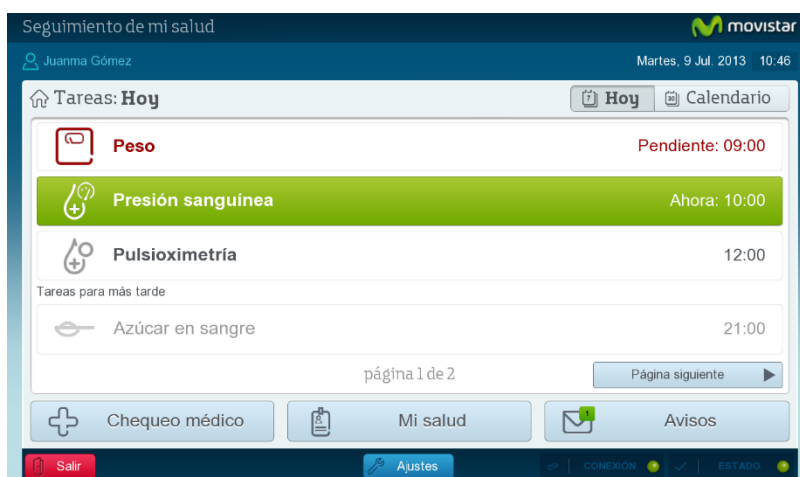 Seguimiento de mi salud
movistar
Juanma Gómez
Martes, 9 Jul. 2013 10:46
Tareas: Hoy
7 Hoy
30 Calendario
Peso
Pendiente: 09:00
Presión sanguínea
Ahora: 10:00
Pulsioximetría
12:00
Tareas para más tarde
Azúcar en sangre
21:00
página 1 de 2
Página siguiente
Chequeo médico
Mi salud
1
Avisos
Salir
Ajustes
CONEXIÓN
ESTADO